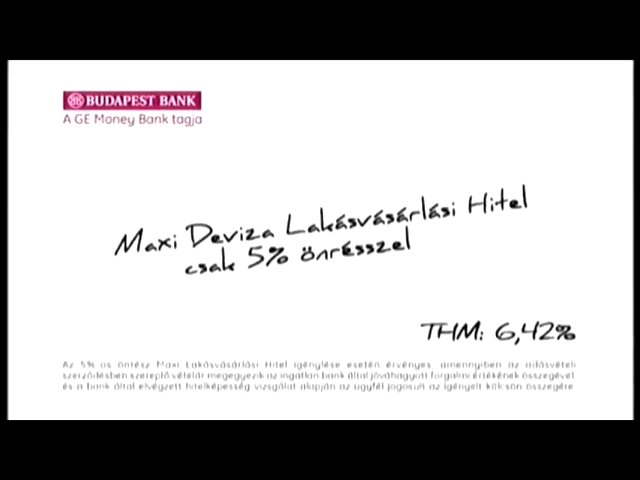 BUDAPEST BANK
A GE Money Bank tagja
Maxi Deviza Lakásvásárlási Hitel
csak 5% önrésszel
THM: 6,42%
Az 5%-os önrész Maxi Lakásvásárlási Hitel igénylése esetén érvényes, amennyiben az adásvételi
szerződésben szereplő vételár megegyezik az ingatlan bank által jóváhagyott forgalmi értékének összegével
és a bank által elvégzett hitelképesség vizsgálat alapján az ügyfél jogosult az igényelt kölcsön összegére